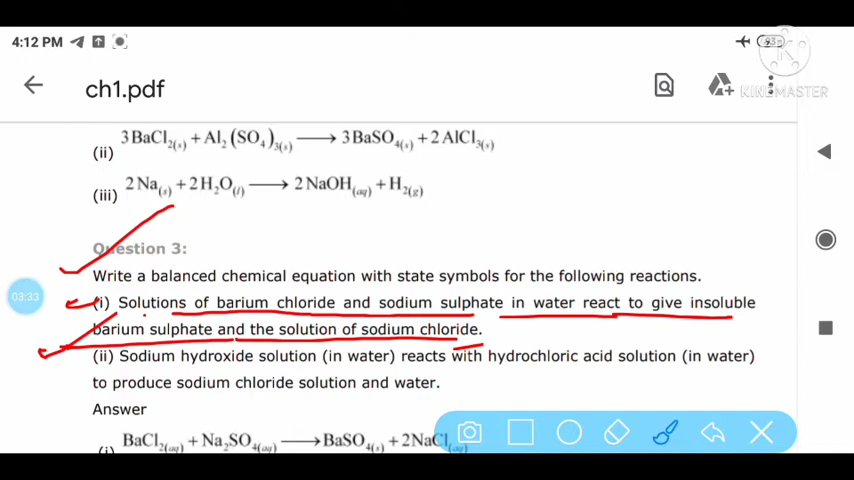 4:12 PM 93
KINEMASTER
ch1.pdf
(ii) 3BaCl₂₍ₛ₎ + Al₂(SO₄)₃₍ₛ₎ ⟶ 3BaSO₄₍ₛ₎ + 2AlCl₃₍ₛ₎
(iii) 2Na₍ₛ₎ + 2H₂O₍ₗ₎ ⟶ 2NaOH₍aq₎ + H₂₍g₎
Question 3:
03:33
Write a balanced chemical equation with state symbols for the following reactions.
(i) Solutions of barium chloride and sodium sulphate in water react to give insoluble
barium sulphate and the solution of sodium chloride.
(ii) Sodium hydroxide solution (in water) reacts with hydrochloric acid solution (in water)
to produce sodium chloride solution and water.
Answer
(i) BaCl₂₍aq₎ + Na₂SO₄₍aq₎ ⟶ BaSO₄₍ₛ₎ + 2NaCl₍aq₎